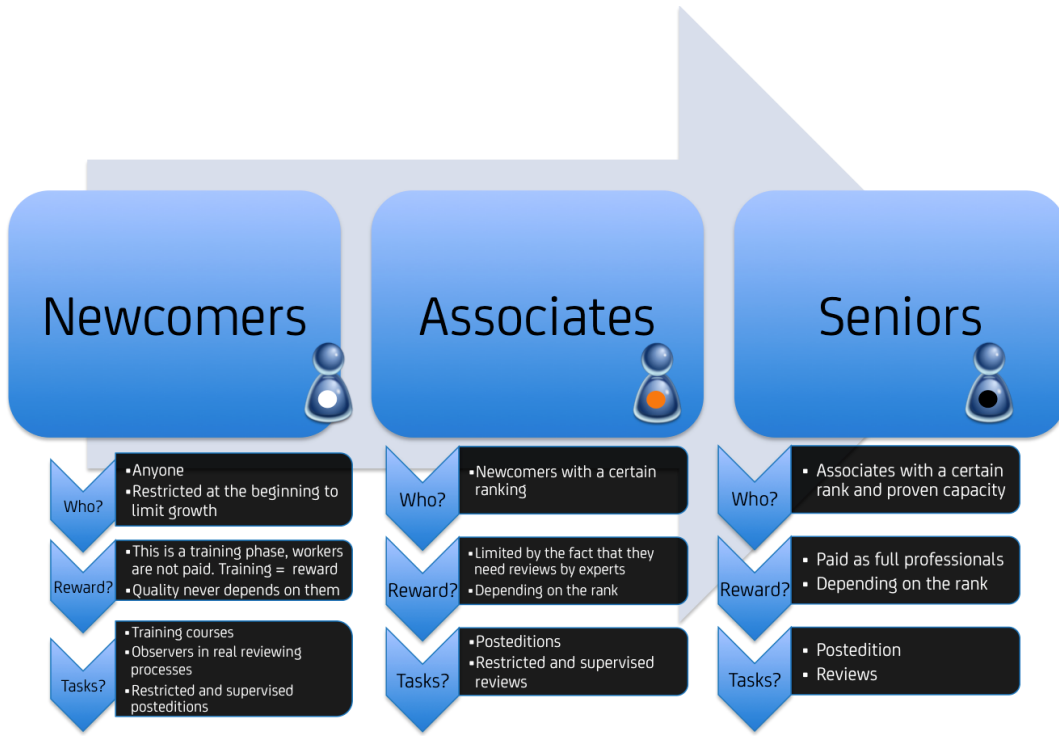 Newcomers
Associates
Seniors
Who?
▪Anyone
▪Restricted at the beginning to
limit growth
Reward?
▪This is a training phase, workers
are not paid. Training = reward
▪Quality never depends on them
Tasks?
▪Training courses
▪Observers in real reviewing
processes
▪Restricted and supervised
posteditions
Who?
▪Newcomers with a certain
ranking
Reward?
▪Limited by the fact that they
need reviews by experts
▪Depending on the rank
Tasks?
▪Posteditions
▪Restricted and supervised
reviews
Who?
▪ Associates with a certain
rank and proven capacity
Reward?
▪ Paid as full professionals
▪ Depending on the rank
Tasks?
▪ Postedition
▪ Reviews